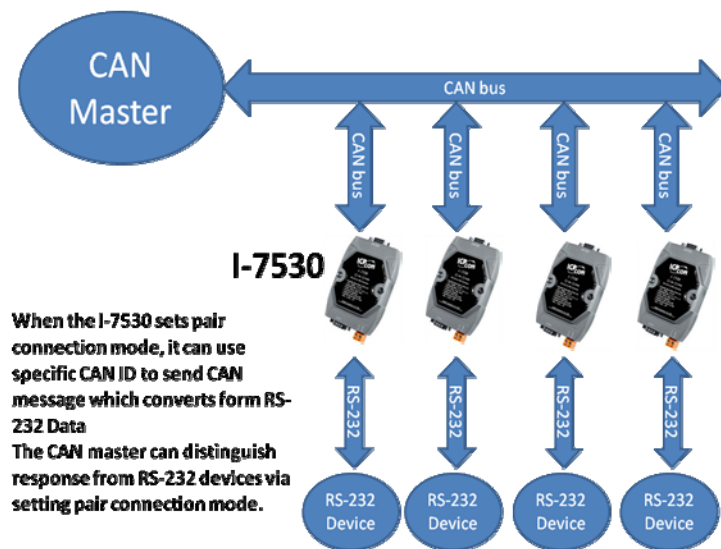 CAN
Master
CAN bus
CAN bus
CAN bus
CAN bus
CAN bus
I-7530
When the I-7530 sets pair
connection mode, it can use
specific CAN ID to send CAN
message which converts form RS-
232 Data
The CAN master can distinguish
response from RS-232 devices via
setting pair connection mode.
RS-232
RS-232
RS-232
RS-232
RS-232
Device
RS-232
Device
RS-232
Device
RS-232
Device